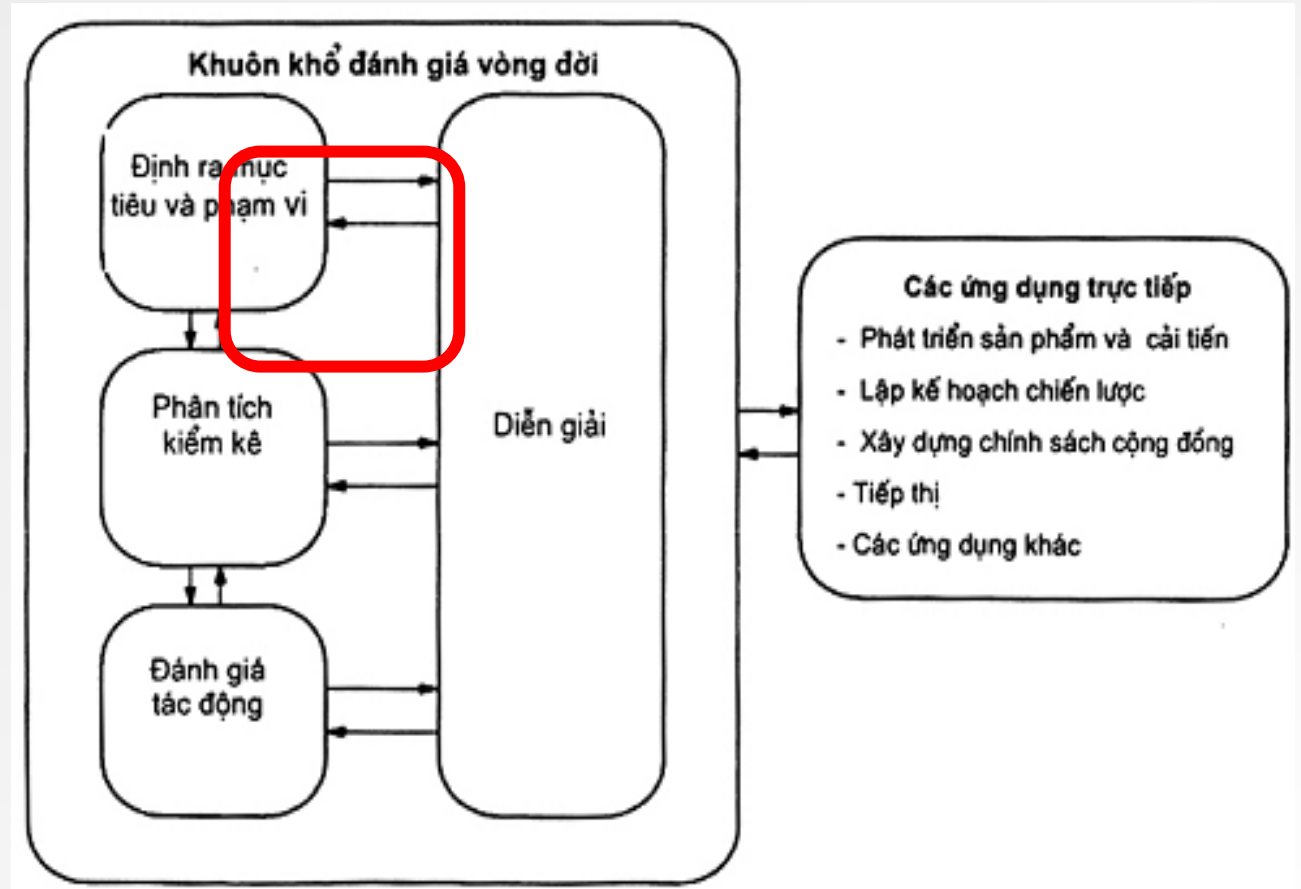 Khuôn khổ đánh giá vòng đời
Định ra mục
tiêu và phạm vi
Phân tích
kiểm kê
Đánh giá
tác động
Diễn giải
Các ứng dụng trực tiếp
- Phát triển sản phẩm và cải tiến
- Lập kế hoạch chiến lược
- Xây dựng chính sách cộng đồng
- Tiếp thị
- Các ứng dụng khác